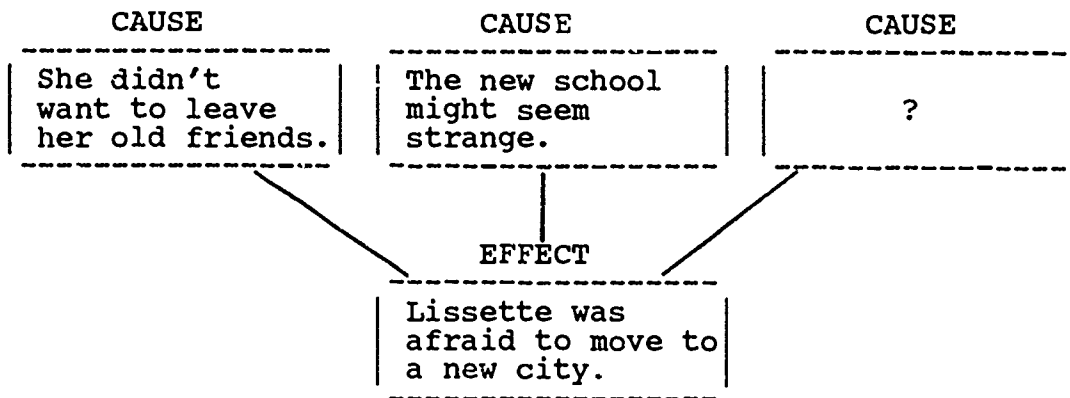 CAUSE CAUSE CAUSE
She didn't
want to leave
her old friends.
The new school
might seem
strange.
?
EFFECT
Lissette was
afraid to move to
a new city.